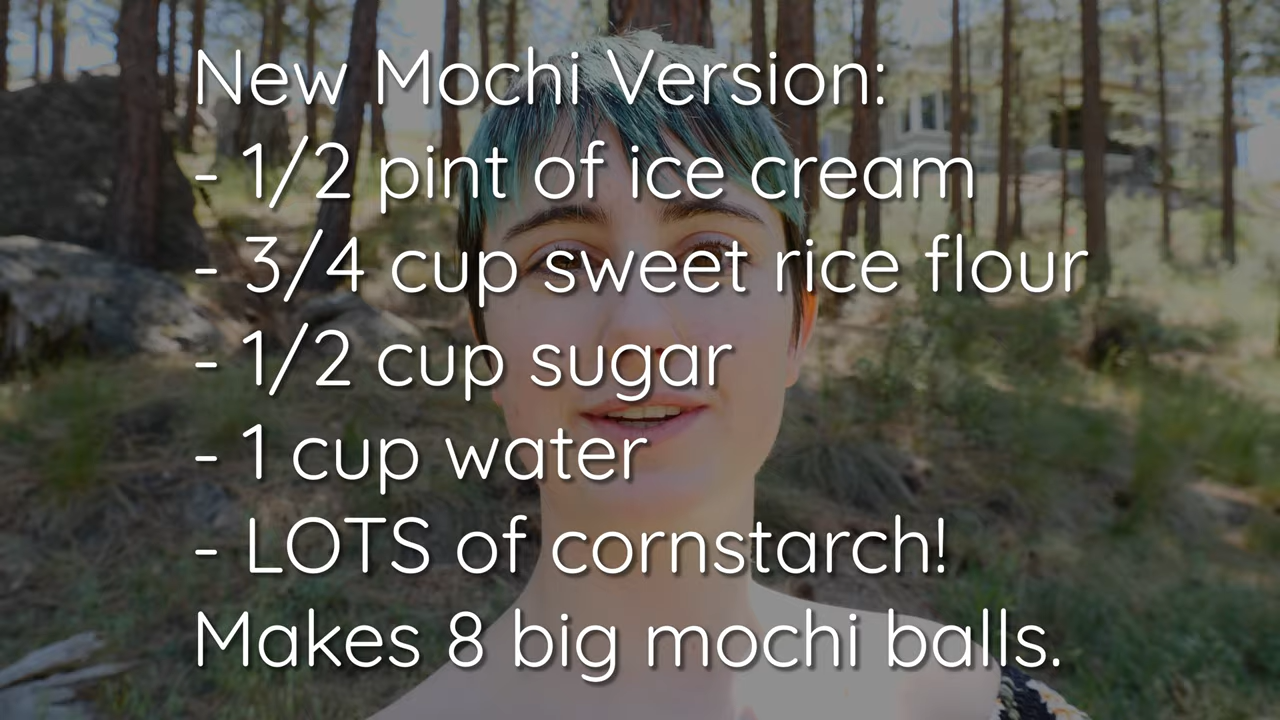 New Mochi Version:
- 1/2 pint of ice cream
- 3/4 cup sweet rice flour
- 1/2 cup sugar
- 1 cup water
- LOTS of cornstarch!
Makes 8 big mochi balls.